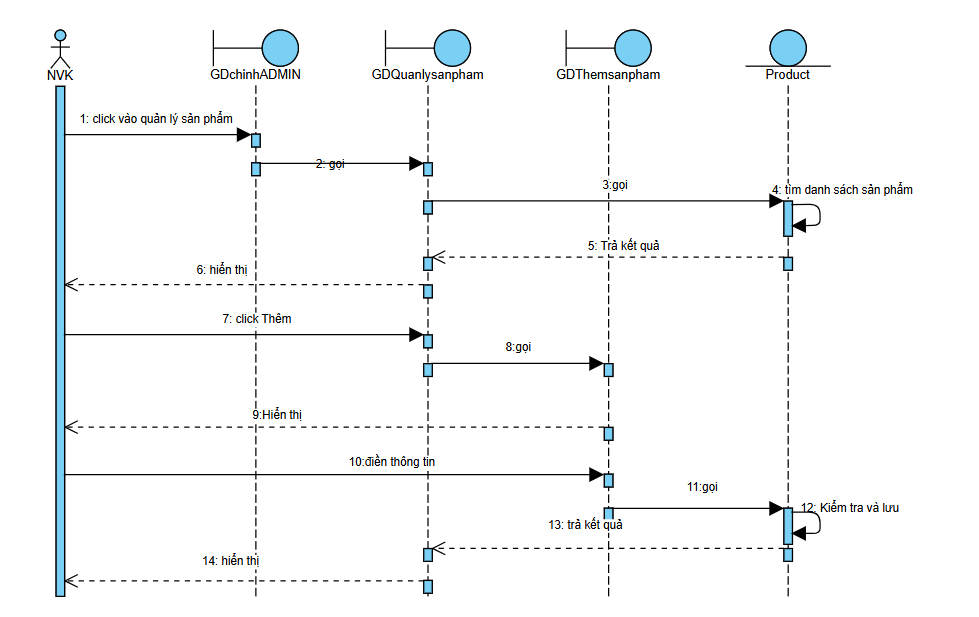 NVK
GDchinhADMIN
GDQuanlysanpham
GDThemsanpham
Product
1: click vào quản lý sản phẩm
2: gọi
3:gọi
4: tìm danh sách sản phẩm
5: Trả kết quả
6: hiển thị
7: click Thêm
8:gọi
9:Hiển thị
10:điền thông tin
11:gọi
12: Kiểm tra và lưu
13: trả kết quả
14: hiển thị